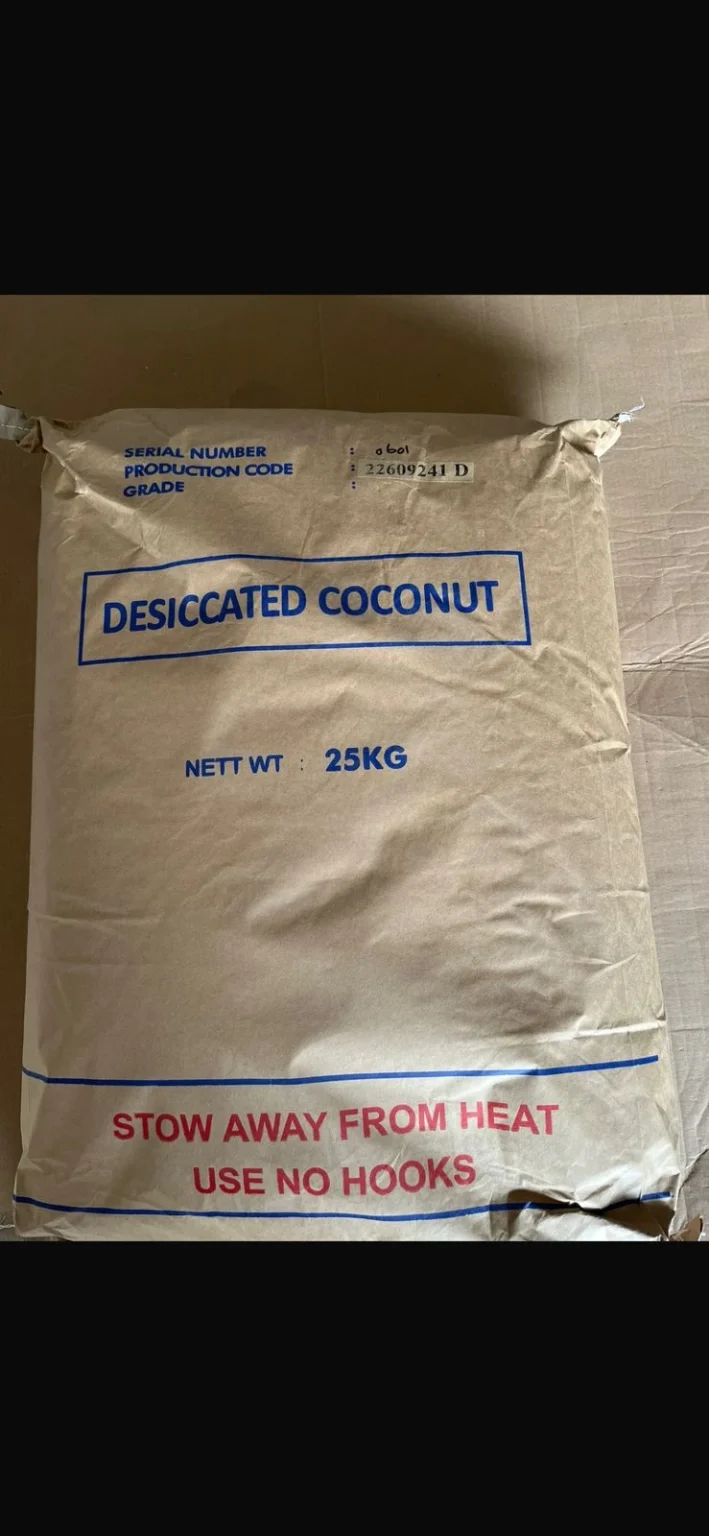 SERIAL NUMBER : 0601
PRODUCTION CODE : 22609241 D
GRADE :
DESICCATED COCONUT
NETT WT : 25KG
STOW AWAY FROM HEAT
USE NO HOOKS